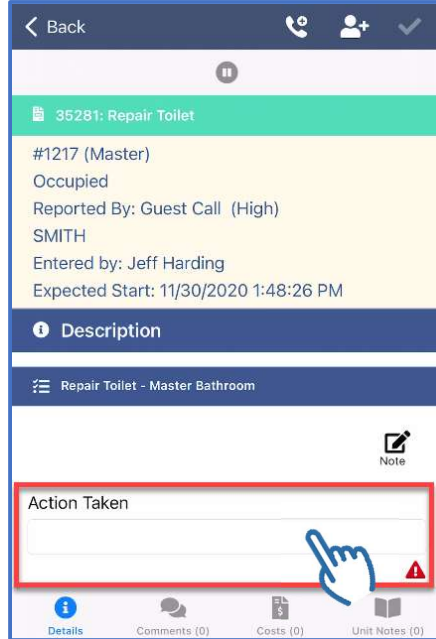 Back
35281: Repair Toilet
#1217 (Master)
Occupied
Reported By: Guest Call (High)
SMITH
Entered by: Jeff Harding
Expected Start: 11/30/2020 1:48:26 PM
Description
Repair Toilet - Master Bathroom
Note
Action Taken
Details Comments (0) Costs (0) Unit Notes (0)